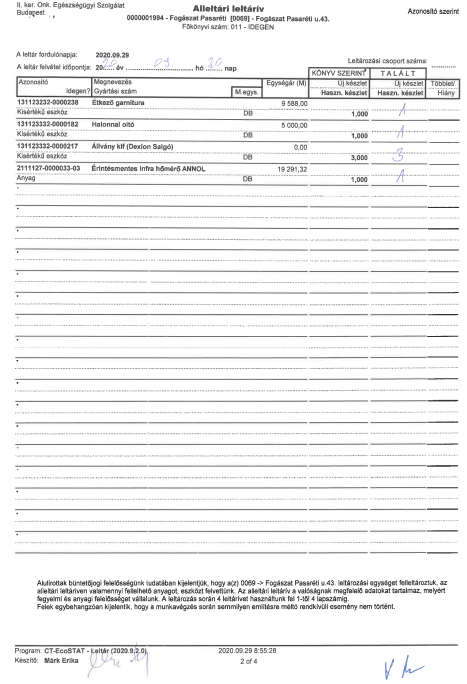 II. ker. Önk. Egészségügyi Szolgálat
Budapest
Alleltári leltárív
0000001994 - Fogászat Pasaréti [0069] - Fogászat Pasaréti u.43.
Főkönyvi szám: 011 - IDEGEN
Azonosító szerint
A leltár fordulónapja: 2020.09.29
Leltározási csoport száma:
A leltár felvétel időpontja: 2020 év 09 hó 30 nap
KÖNYV SZERINT TALÁLT
Azonosító Megnevezés Egységár (M) Új készlet Új készlet Többlet/
Idegen? Gyártási szám M.egys. Haszn. készlet Haszn. készlet Hiány
131123232-0000238 Étkező garnitura 9 588,00
Kisértékű eszköz DB 1,000 1
131123332-0000182 Halonnal oltó 5 000,00
Kisértékű eszköz DB 1,000 1
131123332-0000217 Állvány klf (Dexion Salgó) 0,00
Kisértékű eszköz DB 3,000 3
2111127-0000033-03 Érintésmentes infra hőmérő ANNOL 19 291,32
Anyag DB 1,000 1
Alulírottak büntetőjogi felelősségünk tudatában kijelentjük, hogy a(z) 0069 -> Fogászat Pasaréti u.43. leltározási egységet felleltároztuk, az
alleltári leltáríven valamennyi fellelhető anyagot, eszközt felvettünk. Az alleltári leltárív a valóságnak megfelelő adatokat tartalmaz, melyért
fegyelmi és anyagi felelősséget vállalunk. A leltározás során 4 leltárívet használtunk fel 1-től 4 lapszámig.
Felek egybehangzóan kijelentik, hogy a munkavégzés során semmilyen említésre méltó rendkívüli esemény nem történt.
Program: CT-EcoSTAT - Leltár (2020.9.2.0) 2020.09.29 8:55:28
Készítő: Márk Erika 2 of 4